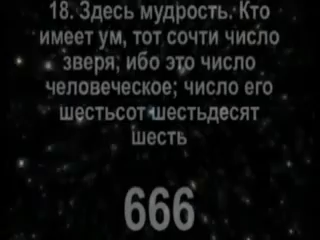 18. Здесь мудрость. Кто
имеет ум, тот сочти число
зверя, ибо это число
человеческое; число его
шестьсот шестьдесят
шесть
666